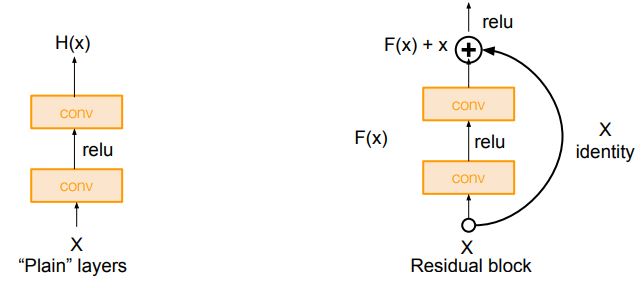 H(x)
conv
relu
conv
X
“Plain” layers
relu
F(x) + x
conv
F(x)
relu
X
identity
conv
X
Residual block